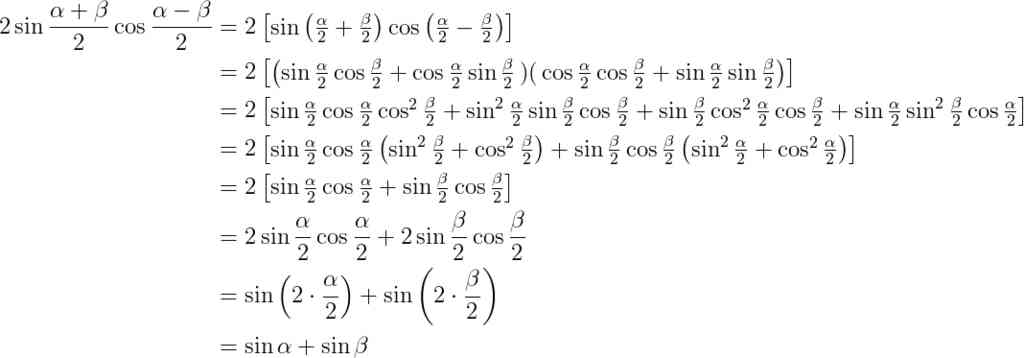 2 sin (α + β)/2 cos (α − β)/2 = 2 [sin (α/2 + β/2) cos (α/2 − β/2)]
= 2 [(sin α/2 cos β/2 + cos α/2 sin β/2 )( cos α/2 cos β/2 + sin α/2 sin β/2)]
= 2 [sin α/2 cos α/2 cos² β/2 + sin² α/2 sin β/2 cos β/2 + sin β/2 cos² α/2 cos β/2 + sin α/2 sin² β/2 cos α/2]
= 2 [sin α/2 cos α/2 (sin² β/2 + cos² β/2) + sin β/2 cos β/2 (sin² α/2 + cos² α/2)]
= 2 [sin α/2 cos α/2 + sin β/2 cos β/2]
= 2 sin α/2 cos α/2 + 2 sin β/2 cos β/2
= sin (2 · α/2) + sin (2 · β/2)
= sin α + sin β